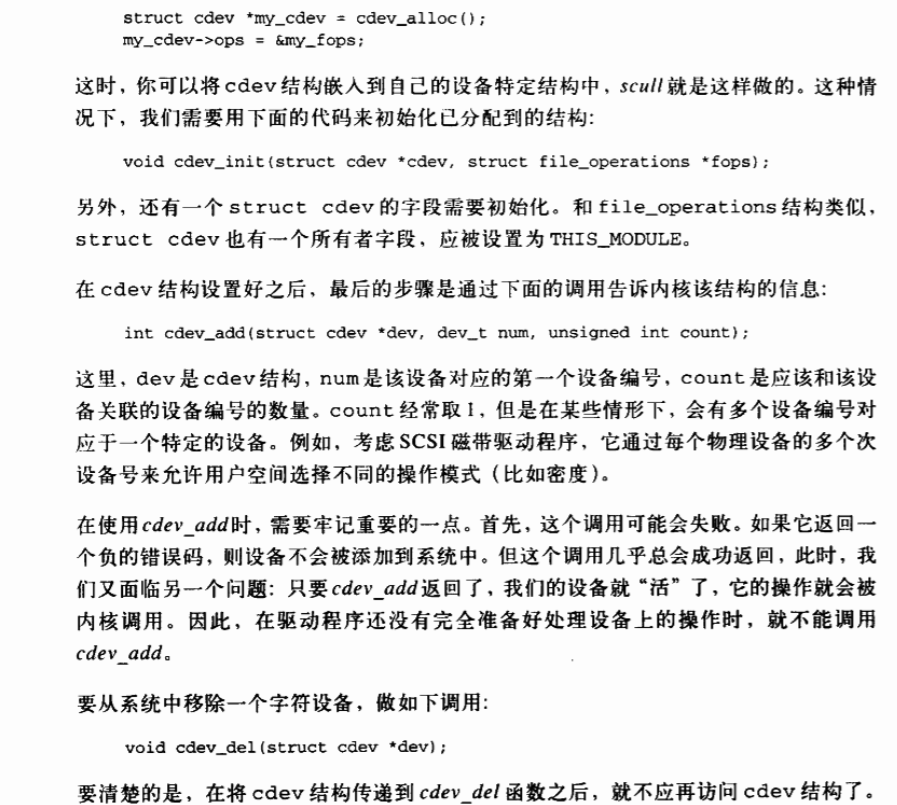 struct cdev *my_cdev = cdev_alloc();
my_cdev->ops = &my_fops;
这时，你可以将cdev结构嵌入到自己的设备特定结构中，scull就是这样做的。这种情
况下，我们需要用下面的代码来初始化已分配到的结构：
void cdev_init(struct cdev *cdev, struct file_operations *fops);
另外，还有一个struct cdev的字段需要初始化。和file_operations结构类似，
struct cdev也有一个所有者字段，应被设置为THIS_MODULE。
在cdev结构设置好之后，最后的步骤是通过下面的调用告诉内核该结构的信息：
int cdev_add(struct cdev *dev, dev_t num, unsigned int count);
这里，dev是cdev结构，num是该设备对应的第一个设备编号，count是应该和该设
备关联的设备编号的数量。count经常取1，但是在某些情形下，会有多个设备编号对
应于一个特定的设备。例如，考虑SCSI磁带驱动程序，它通过每个物理设备的多个次
设备号来允许用户空间选择不同的操作模式（比如密度）。
在使用cdev_add时，需要牢记重要的一点。首先，这个调用可能会失败。如果它返回一
个负的错误码，则设备不会被添加到系统中。但这个调用几乎总会成功返回，此时，我
们又面临另一个问题：只要cdev_add返回了，我们的设备就“活”了，它的操作就会被
内核调用。因此，在驱动程序还没有完全准备好处理设备上的操作时，就不能调用
cdev_add。
要从系统中移除一个字符设备，做如下调用：
void cdev_del(struct cdev *dev);
要清楚的是，在将cdev结构传递到cdev_del函数之后，就不应再访问cdev结构了。